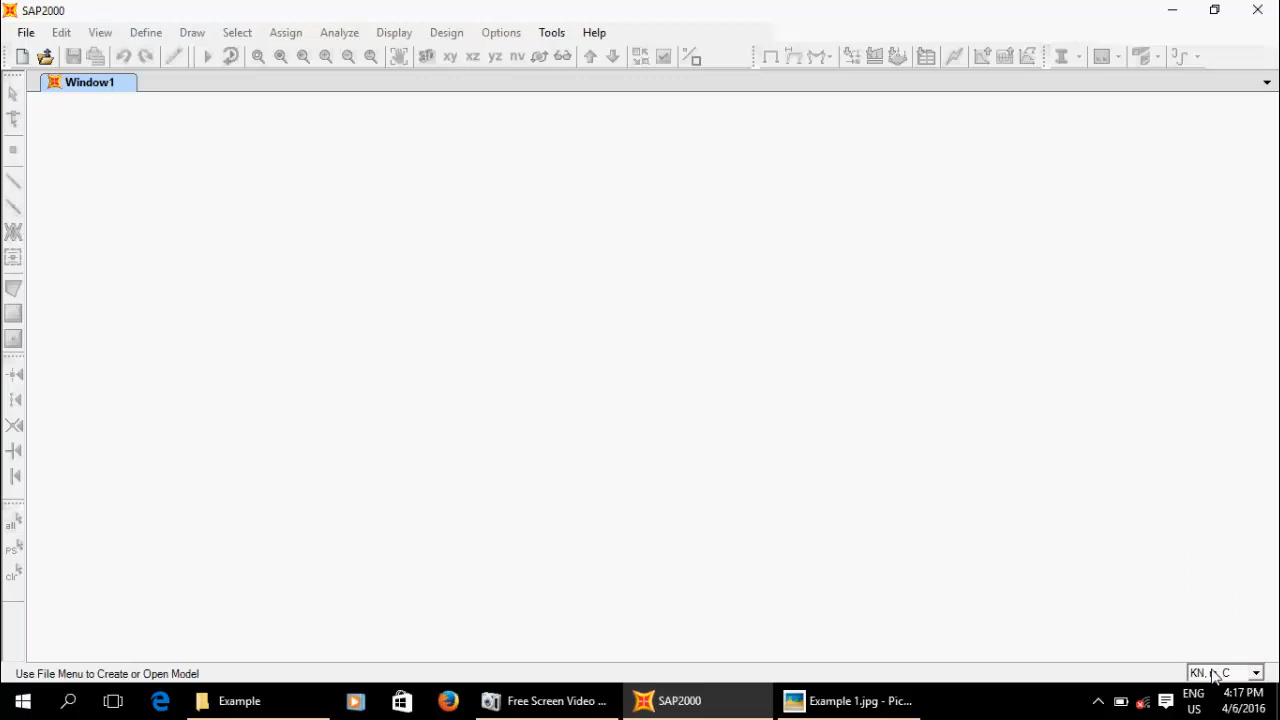 SAP2000
File Edit View Define Draw Select Assign Analyze Display Design Options Tools Help
xy xz yz nv
Window1
all
PS
clr
Use File Menu to Create or Open Model
KN, C
Example
Free Screen Video ...
SAP2000
Example 1.jpg - Pic...
ENG
US
4:17 PM
4/6/2016